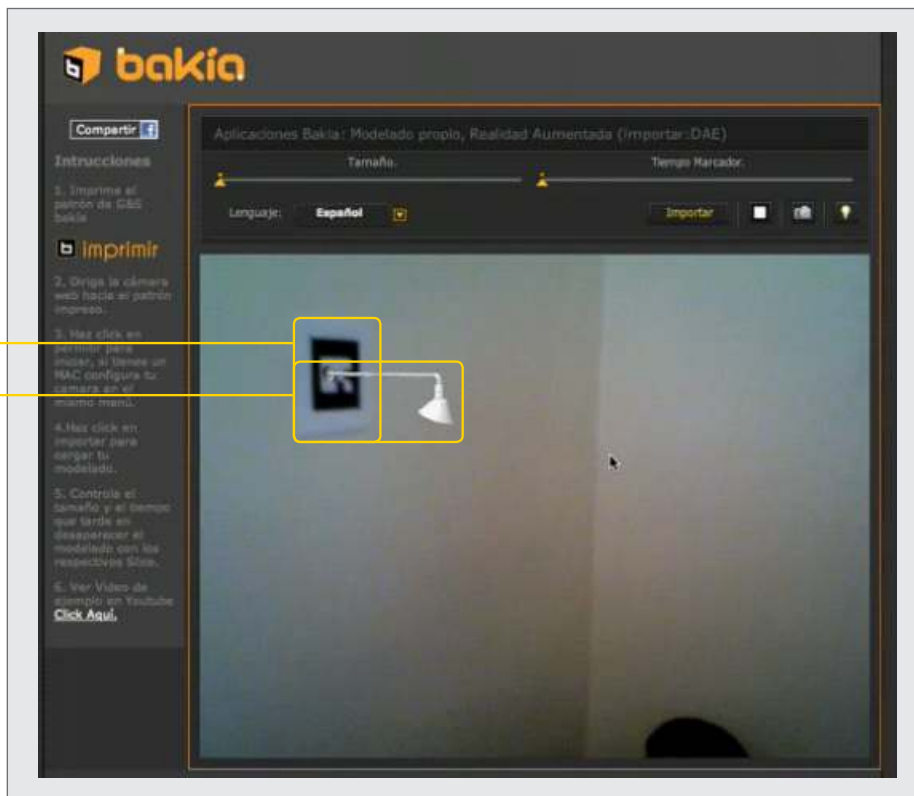 bakía
Compartir
Intrucciones
1. Imprime el
patrón de G&S
bakia
imprimir
2. Dirige la cámara
web hacia el patrón
impreso.
3. Haz click en
permitir para
iniciar, si tienes un
MAC configura tu
camara en el
mismo menú.
4.Haz click en
importar para
cargar tu
modelado.
5. Controla el
tamaño y el tiempo
que tarda en
desaparecer el
modelado con los
respectivos
6. Ver Video de
ejemplo en Youtube
Click Aquí.
Aplicaciones Bakia: Modelado propio, Realidad Aumentada (Importar:DAE)
Tamaño.
Tiempo Marcador.
Lenguaje:
Español
Importar